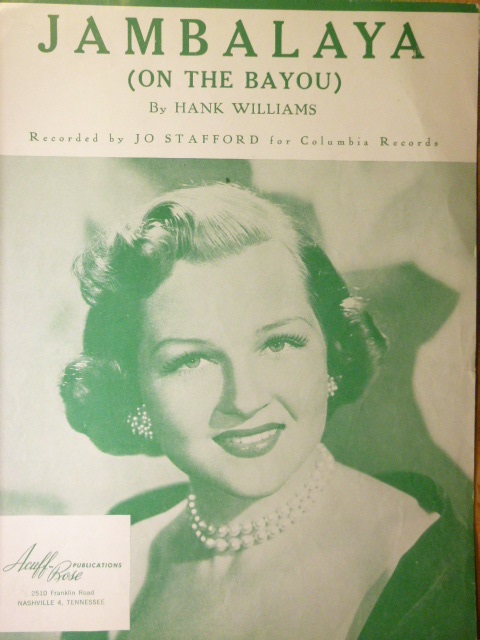 JAMBALAYA
(ON THE BAYOU)
By HANK WILLIAMS
Recorded by JO STAFFORD for Columbia Records
Acuff-Rose PUBLICATIONS
2510 Franklin Road
NASHVILLE 4, TENNESSEE